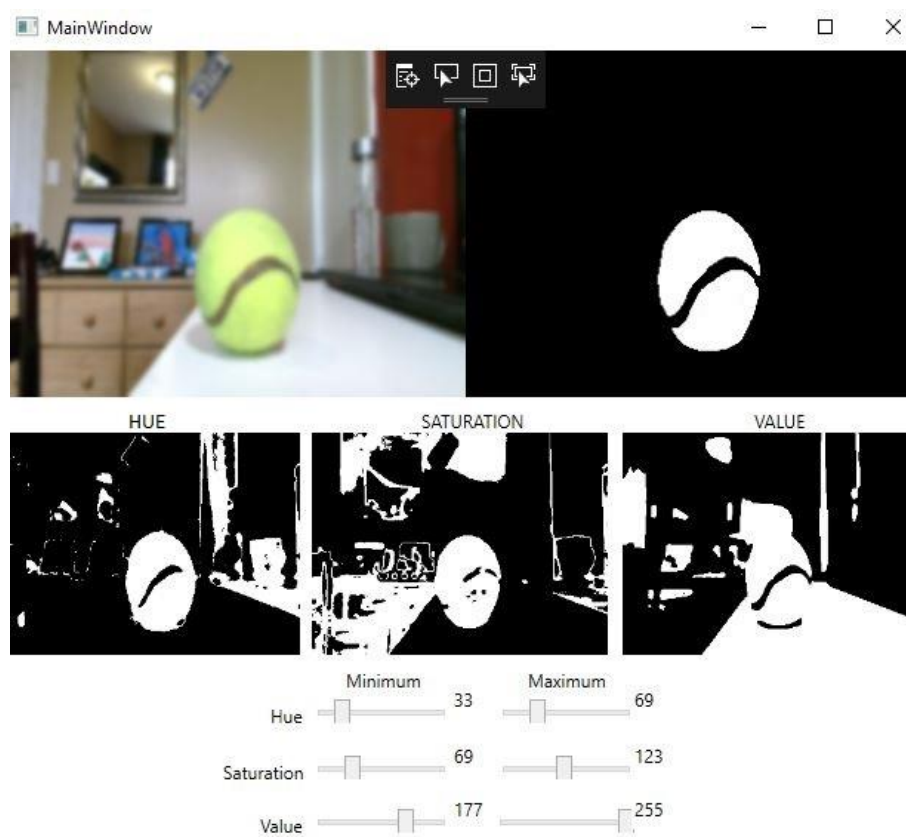 MainWindow
HUE SATURATION VALUE
Minimum Maximum
Hue 33 69
Saturation 69 123
Value 177 255